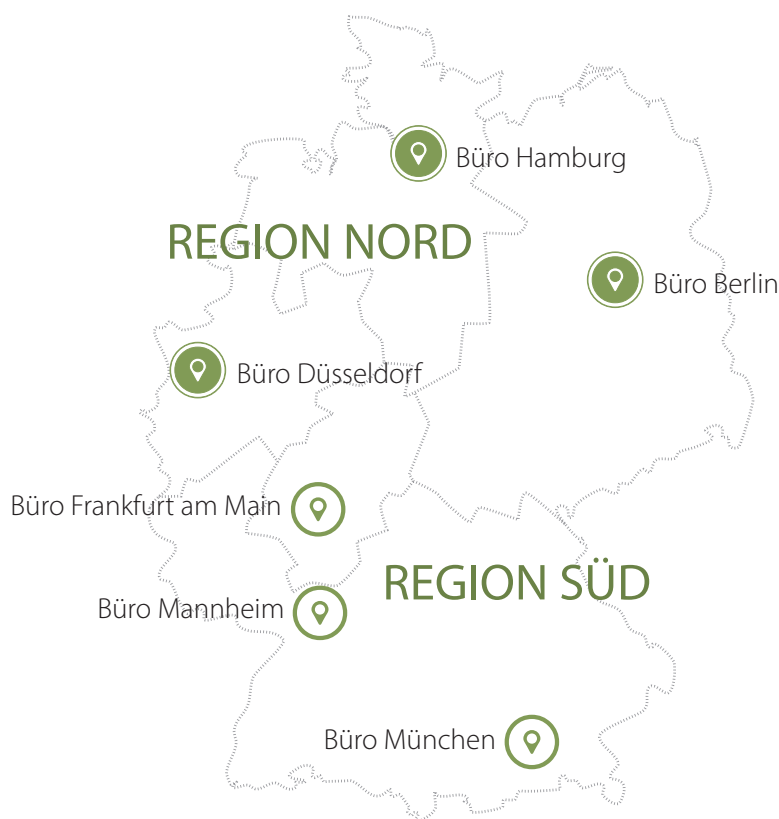 Büro Hamburg
REGION NORD
Büro Berlin
Büro Düsseldorf
Büro Frankfurt am Main
REGION SÜD
Büro Mannheim
Büro München